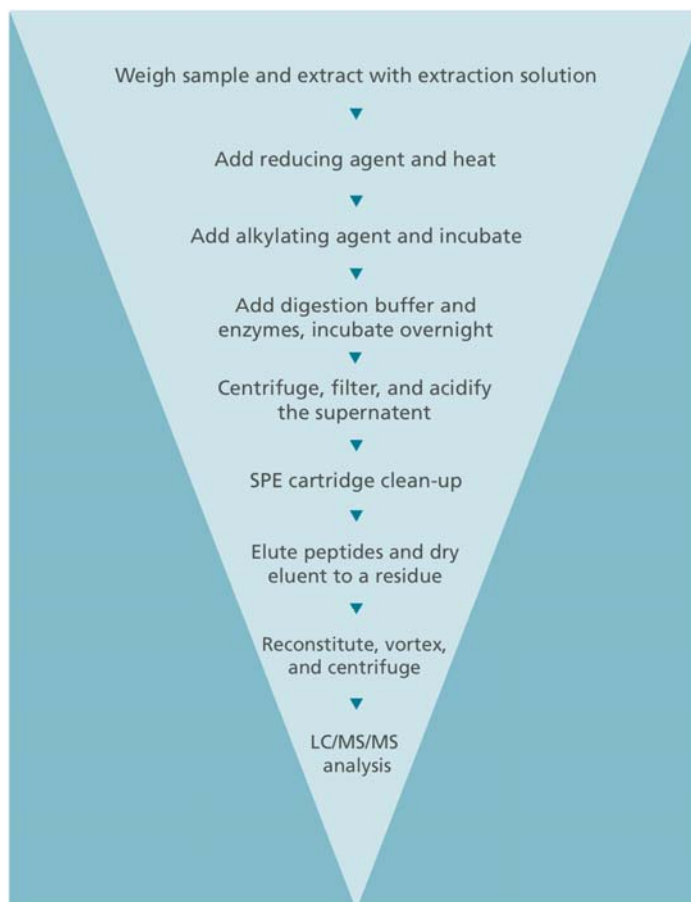 Weigh sample and extract with extraction solution
Add reducing agent and heat
Add alkylating agent and incubate
Add digestion buffer and
enzymes, incubate overnight
Centrifuge, filter, and acidify
the supernatent
SPE cartridge clean-up
Elute peptides and dry
eluent to a residue
Reconstitute, vortex,
and centrifuge
LC/MS/MS
analysis